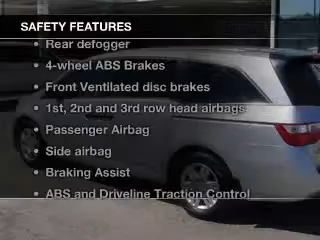 SAFETY FEATURES
• Rear defogger
• 4-wheel ABS Brakes
• Front Ventilated disc brakes
• 1st, 2nd and 3rd row head airbags
• Passenger Airbag
• Side airbag
• Braking Assist
• ABS and Driveline Traction Control